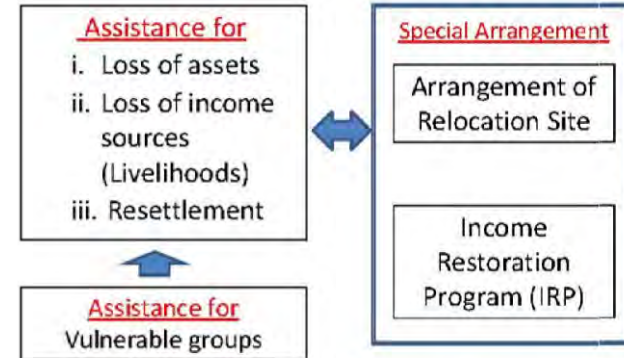 Assistance for
i. Loss of assets
ii. Loss of income
sources
(Livelihoods)
iii. Resettlement
Assistance for
Vulnerable groups
Special Arrangement
Arrangement of
Relocation Site
Income
Restoration
Program (IRP)